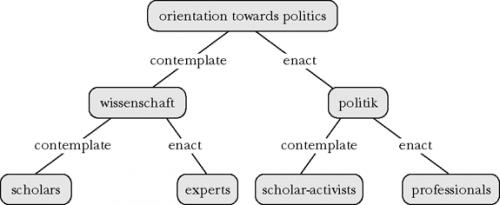 orientation towards politics
contemplate
enact
wissenschaft
politik
contemplate
enact
contemplate
enact
scholars
experts
scholar-activists
professionals